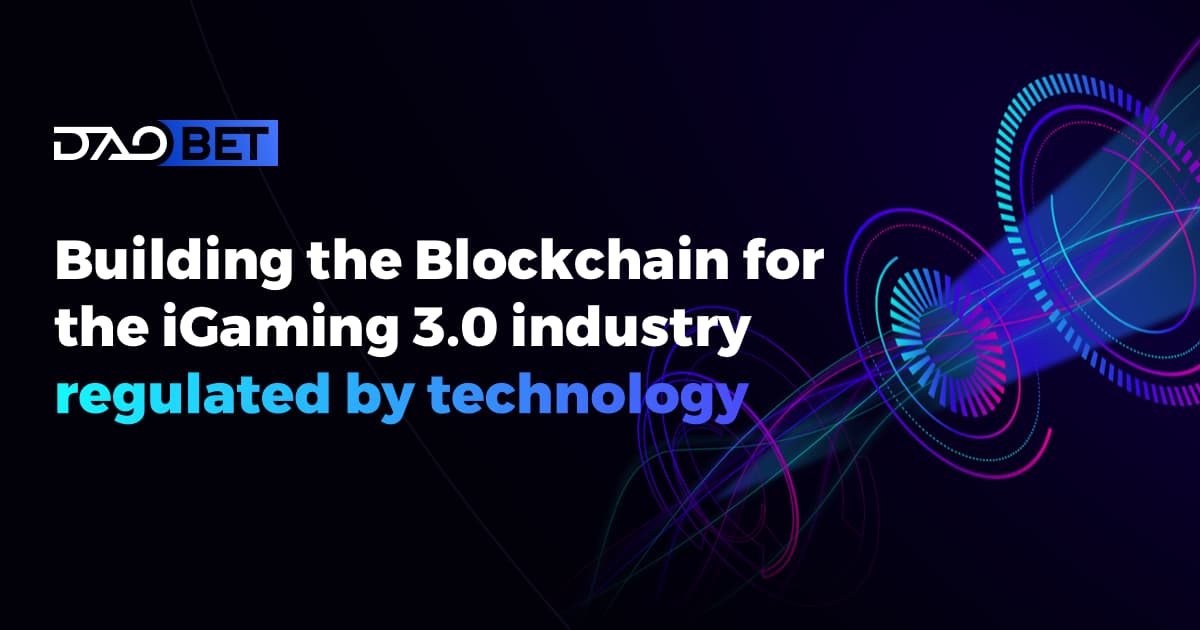 DAOBET
Building the Blockchain for
the iGaming 3.0 industry
regulated by technology